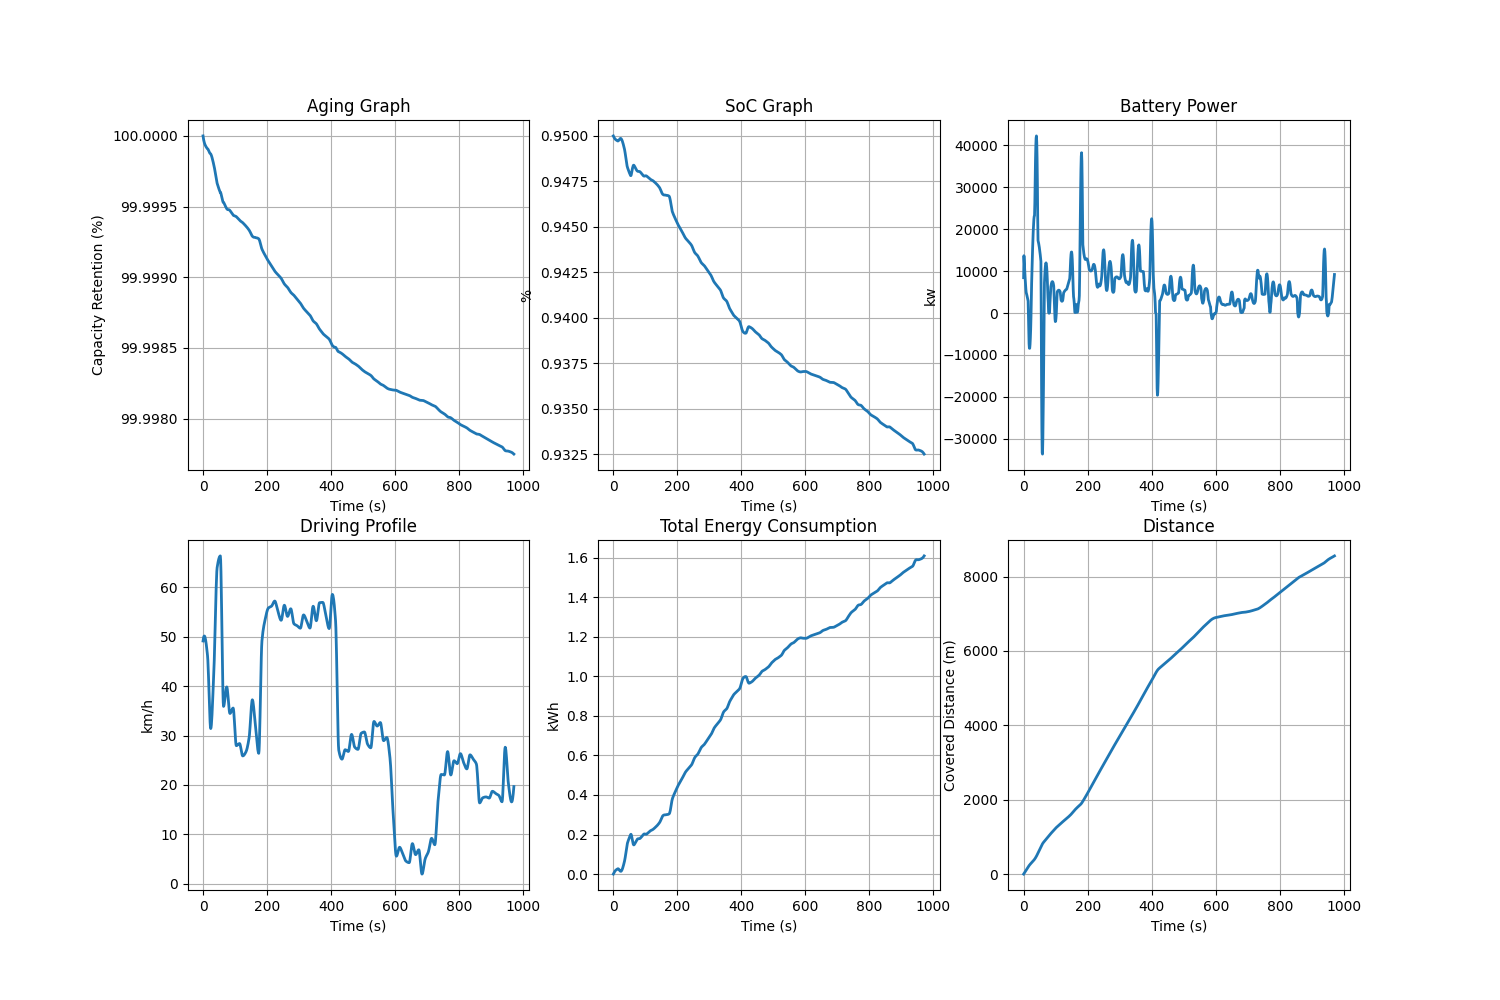 Aging Graph
SoC Graph
Battery Power
100.0000
99.9995
99.9990
99.9985
99.9980
Capacity Retention (%)
0 200 400 600 800 1000
Time (s)
0.9500
0.9475
0.9450
0.9425
0.9400
0.9375
0.9350
0.9325
%
0 200 400 600 800 1000
Time (s)
40000
30000
20000
10000
0
−10000
−20000
−30000
kw
0 200 400 600 800 1000
Time (s)
Driving Profile
Total Energy Consumption
Distance
60
50
40
30
20
10
0
km/h
0 200 400 600 800 1000
Time (s)
1.6
1.4
1.2
1.0
0.8
0.6
0.4
0.2
0.0
kWh
0 200 400 600 800 1000
Time (s)
8000
6000
4000
2000
0
Covered Distance (m)
0 200 400 600 800 1000
Time (s)